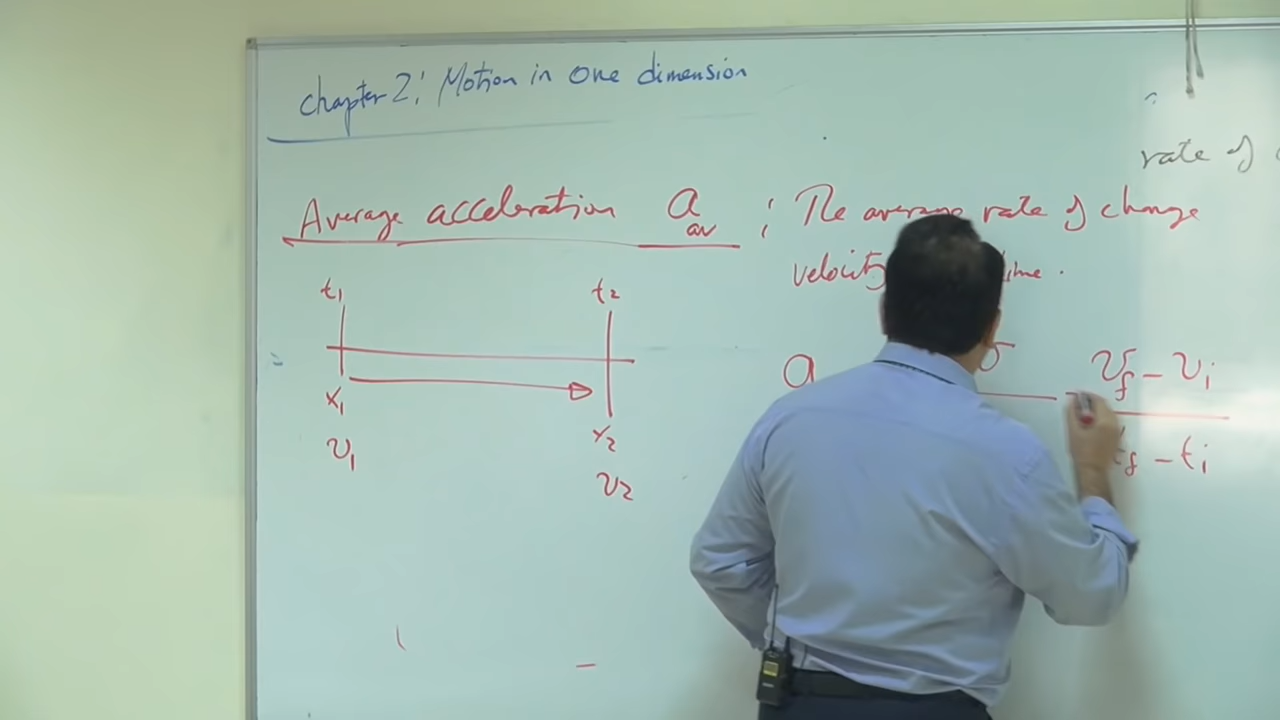 chapter 2: Motion in One dimension
rate of
Average acceleration a av : The average rate of change
velocity
t1 t2
x1 x2
v1 v2
a
vf - vi
tf - ti